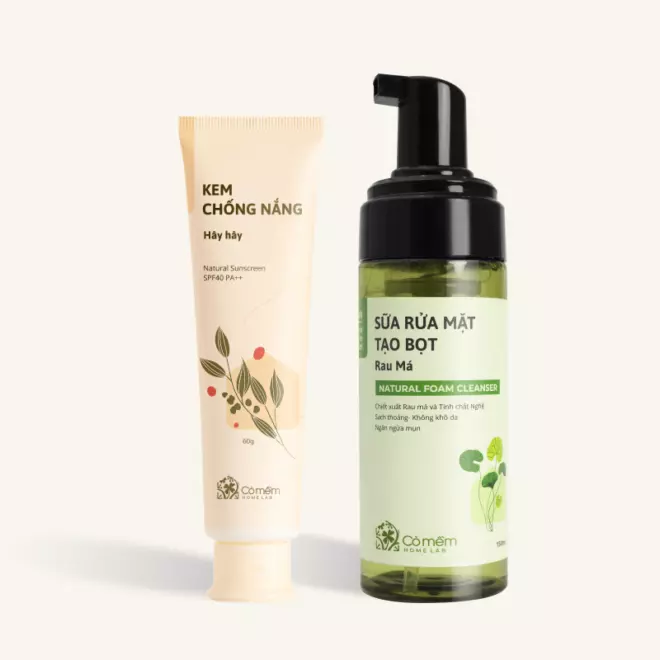 KEM
CHỐNG NẮNG
Hây hây
Natural Sunscreen
SPF40 PA++
60g
Cỏ mềm
HOME LAB
SỮA RỬA MẶT
TẠO BỌT
Rau Má
NATURAL FOAM CLEANSER
Chiết xuất Rau má và Tinh chất Nghệ
Sạch thoáng- Không khô da
Ngăn ngừa mụn
Cỏ mềm
HOME LAB